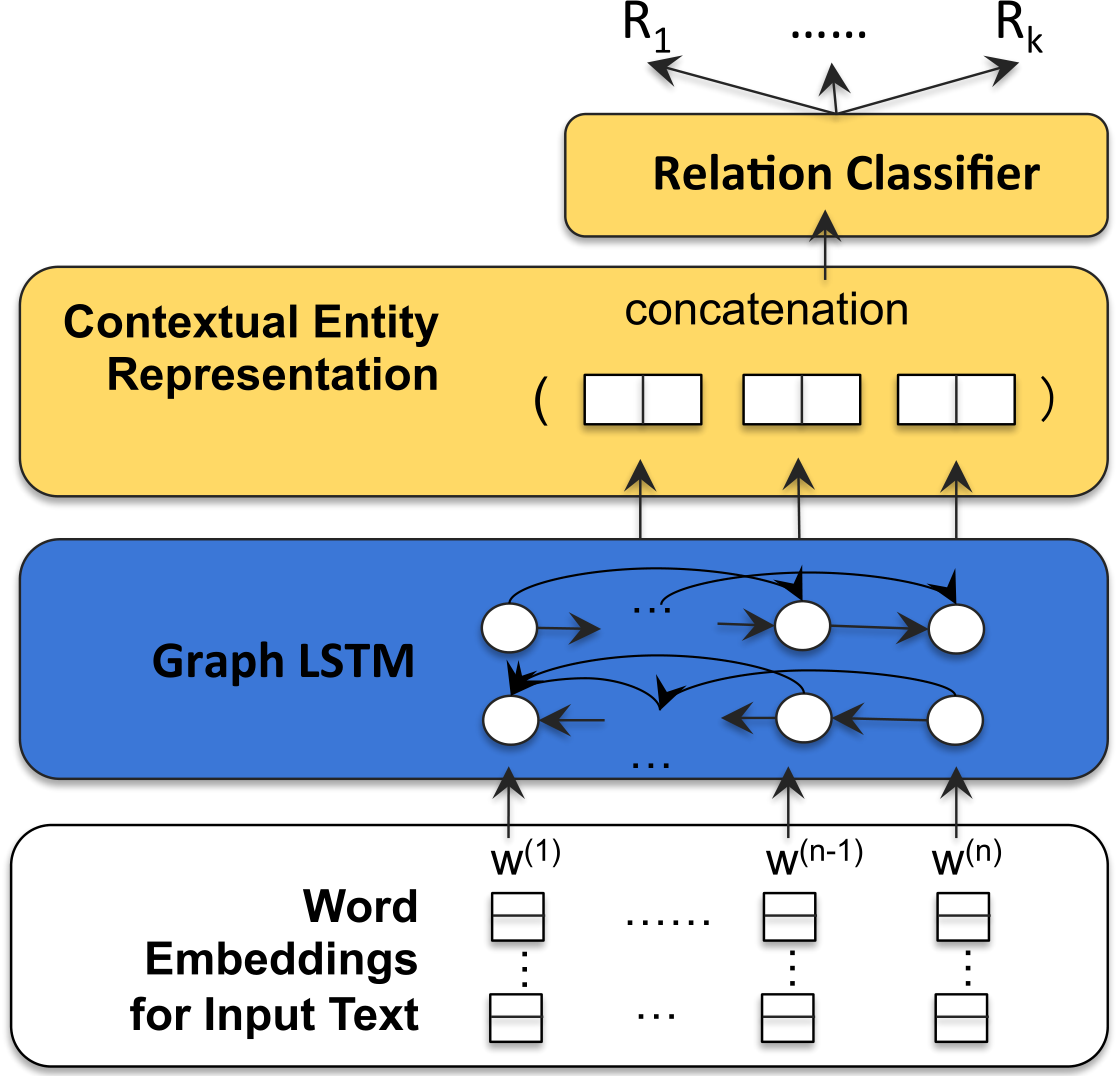 R1 ...... Rk
Relation Classifier
Contextual Entity
Representation
concatenation
( )
Graph LSTM
...
...
w(1) w(n-1) w(n)
Word
Embeddings
for Input Text
......
...